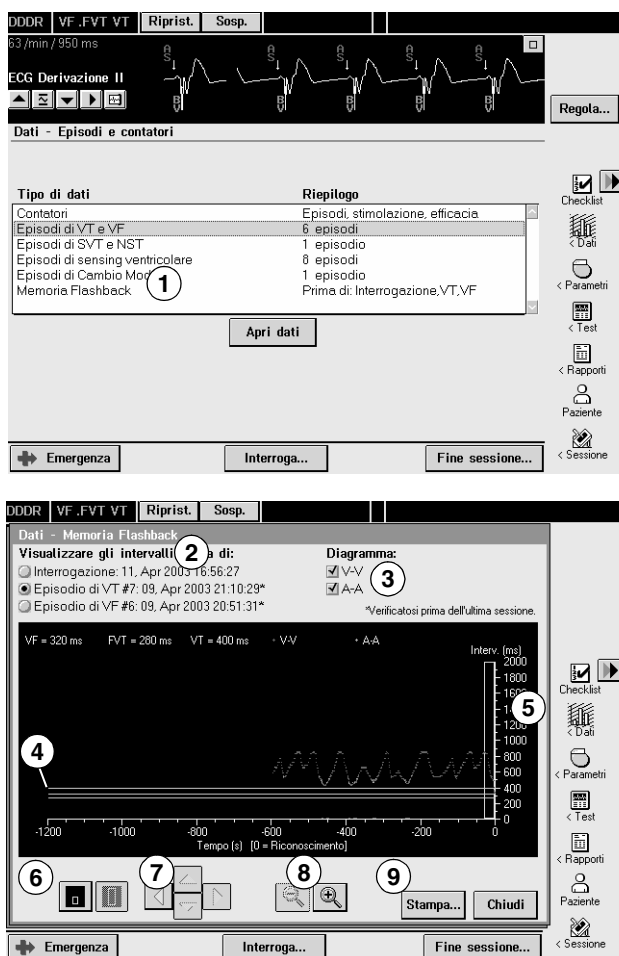 DDDR VF .FVT VT Riprist. Sosp.
63 /min / 950 ms
A S A S A S A S A S
ECG Derivazione II
B B B B B
Regola...
Dati - Episodi e contatori
Tipo di dati Riepilogo
Contatori Episodi, stimolazione, efficacia
Episodi di VT e VF 6 episodi
Episodi di SVT e NST 1 episodio
Episodi di sensing ventricolare 8 episodi
Episodi di Cambio Mod 1 episodio
Memoria Flashback Prima di: Interrogazione,VT,VF
1
Apri dati
Checklist
< Dati
< Parametri
< Test
< Rapporti
Paziente
< Sessione
Emergenza Interroga... Fine sessione...
DDDR VF .FVT VT Riprist. Sosp.
Dati - Memoria Flashback
Visualizzare gli intervalli a di: Diagramma:
2
Interrogazione: 11, Apr 2003 16:56:27 V-V
Episodio di VT #7: 09, Apr 2003 21:10:29* A-A
3
Episodio di VF #6: 09, Apr 2003 20:51:31* *Verificatosi prima dell'ultima sessione.
VF = 320 ms FVT = 280 ms VT = 400 ms V-V A-A
Interv. (ms)
2000
1800
1200
1000
800
600
400
200
0
5
4
-1200 -1000 -800 -600 -400 -200 0
Tempo (s) [0 = Riconoscimento]
6 7 8 9
Stampa... Chiudi
Checklist
< Dati
< Parametri
< Test
< Rapporti
Paziente
< Sessione
Emergenza Interroga... Fine sessione...